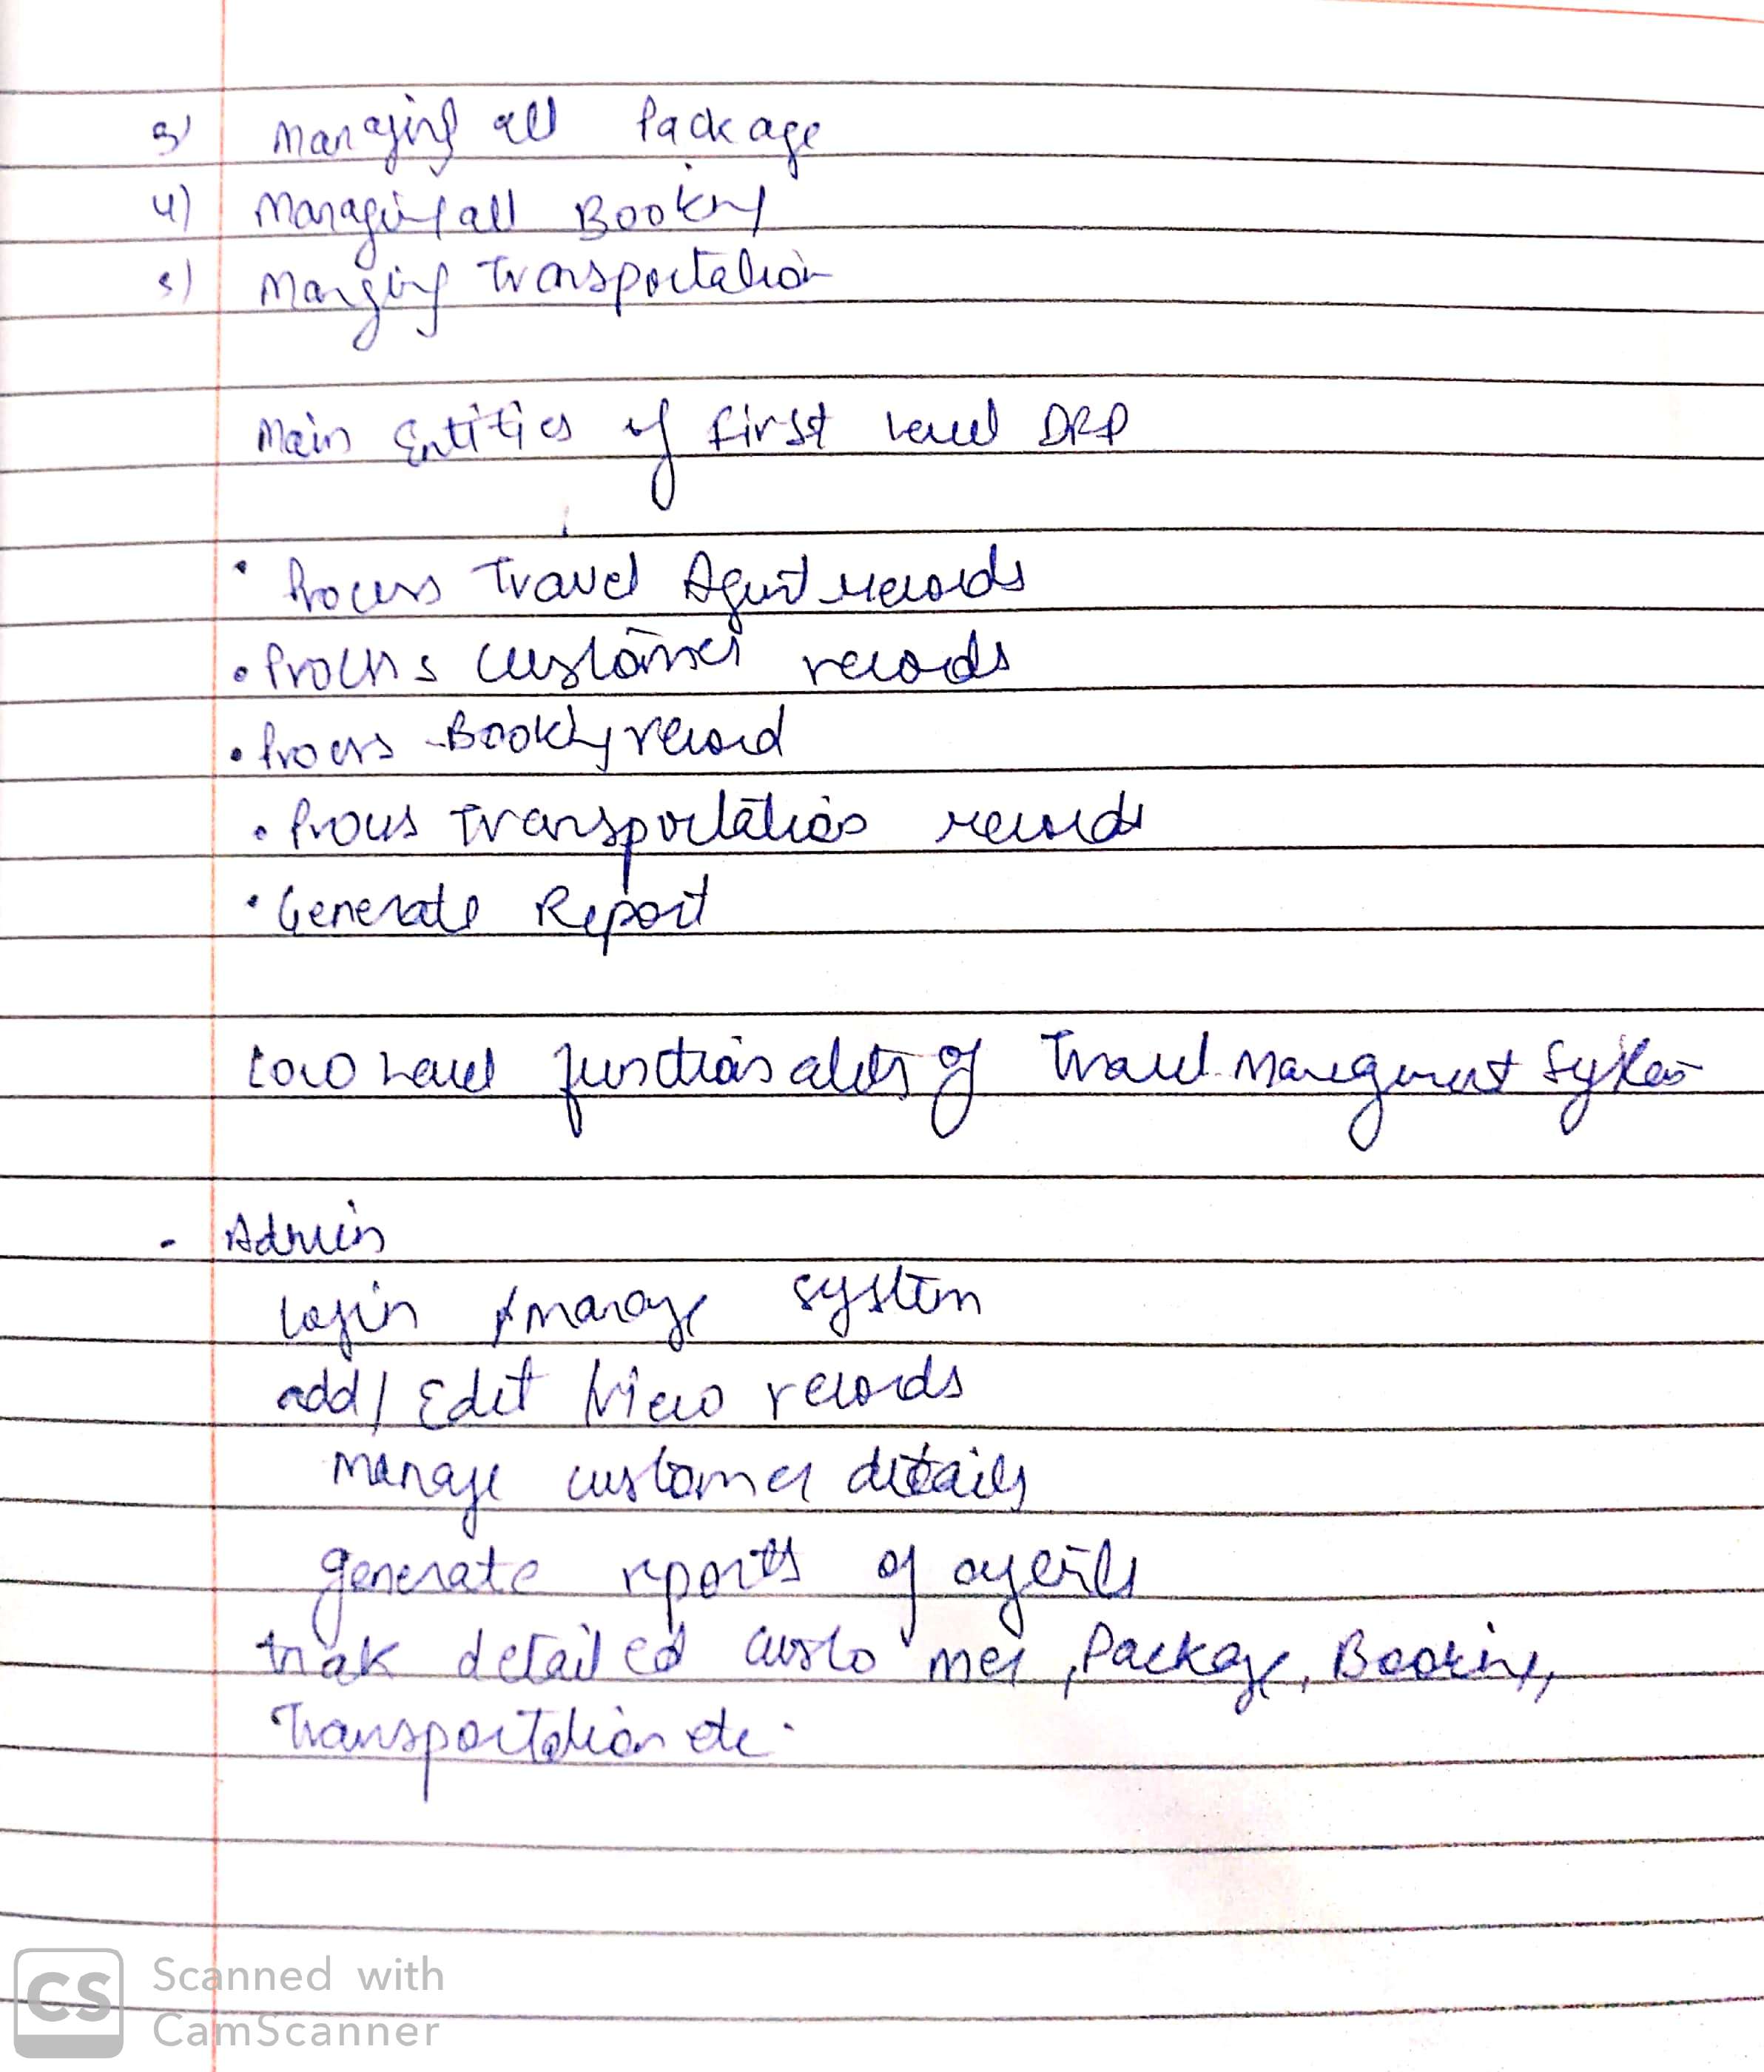 3) Managing all Package
4) Managing all Booking
5) Manging Transportation
Main Entities of first level DRD
• Process Travel Agent records
• Process Customer records
• Process Booking record
• Process Transportation records
• Generate Report
Low Level functionalities of Travel Management System
- Admin
Login & manage system
add / Edit / View records
manage customer details
generate reports of agents
trak detailed customer, Package, Booking,
Transportation etc.
CS Scanned with
CamScanner